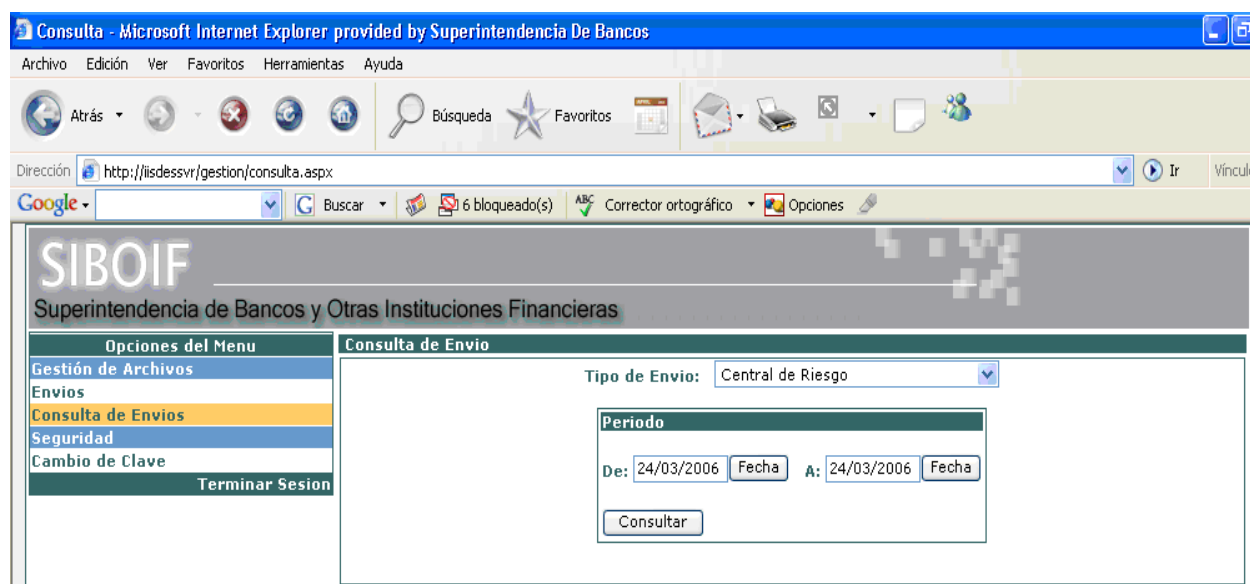 Consulta - Microsoft Internet Explorer provided by Superintendencia De Bancos
Archivo Edición Ver Favoritos Herramientas Ayuda
Atrás Búsqueda Favoritos
Dirección http://iisdessvr/gestion/consulta.aspx Ir
Google Buscar 6 bloqueado(s) ABC Corrector ortográfico Opciones
SIBOIF
Superintendencia de Bancos y Otras Instituciones Financieras
Opciones del Menu
Gestión de Archivos
Envios
Consulta de Envios
Seguridad
Cambio de Clave
Terminar Sesion
Consulta de Envio
Tipo de Envio: Central de Riesgo
Periodo
De: 24/03/2006 Fecha A: 24/03/2006 Fecha
Consultar